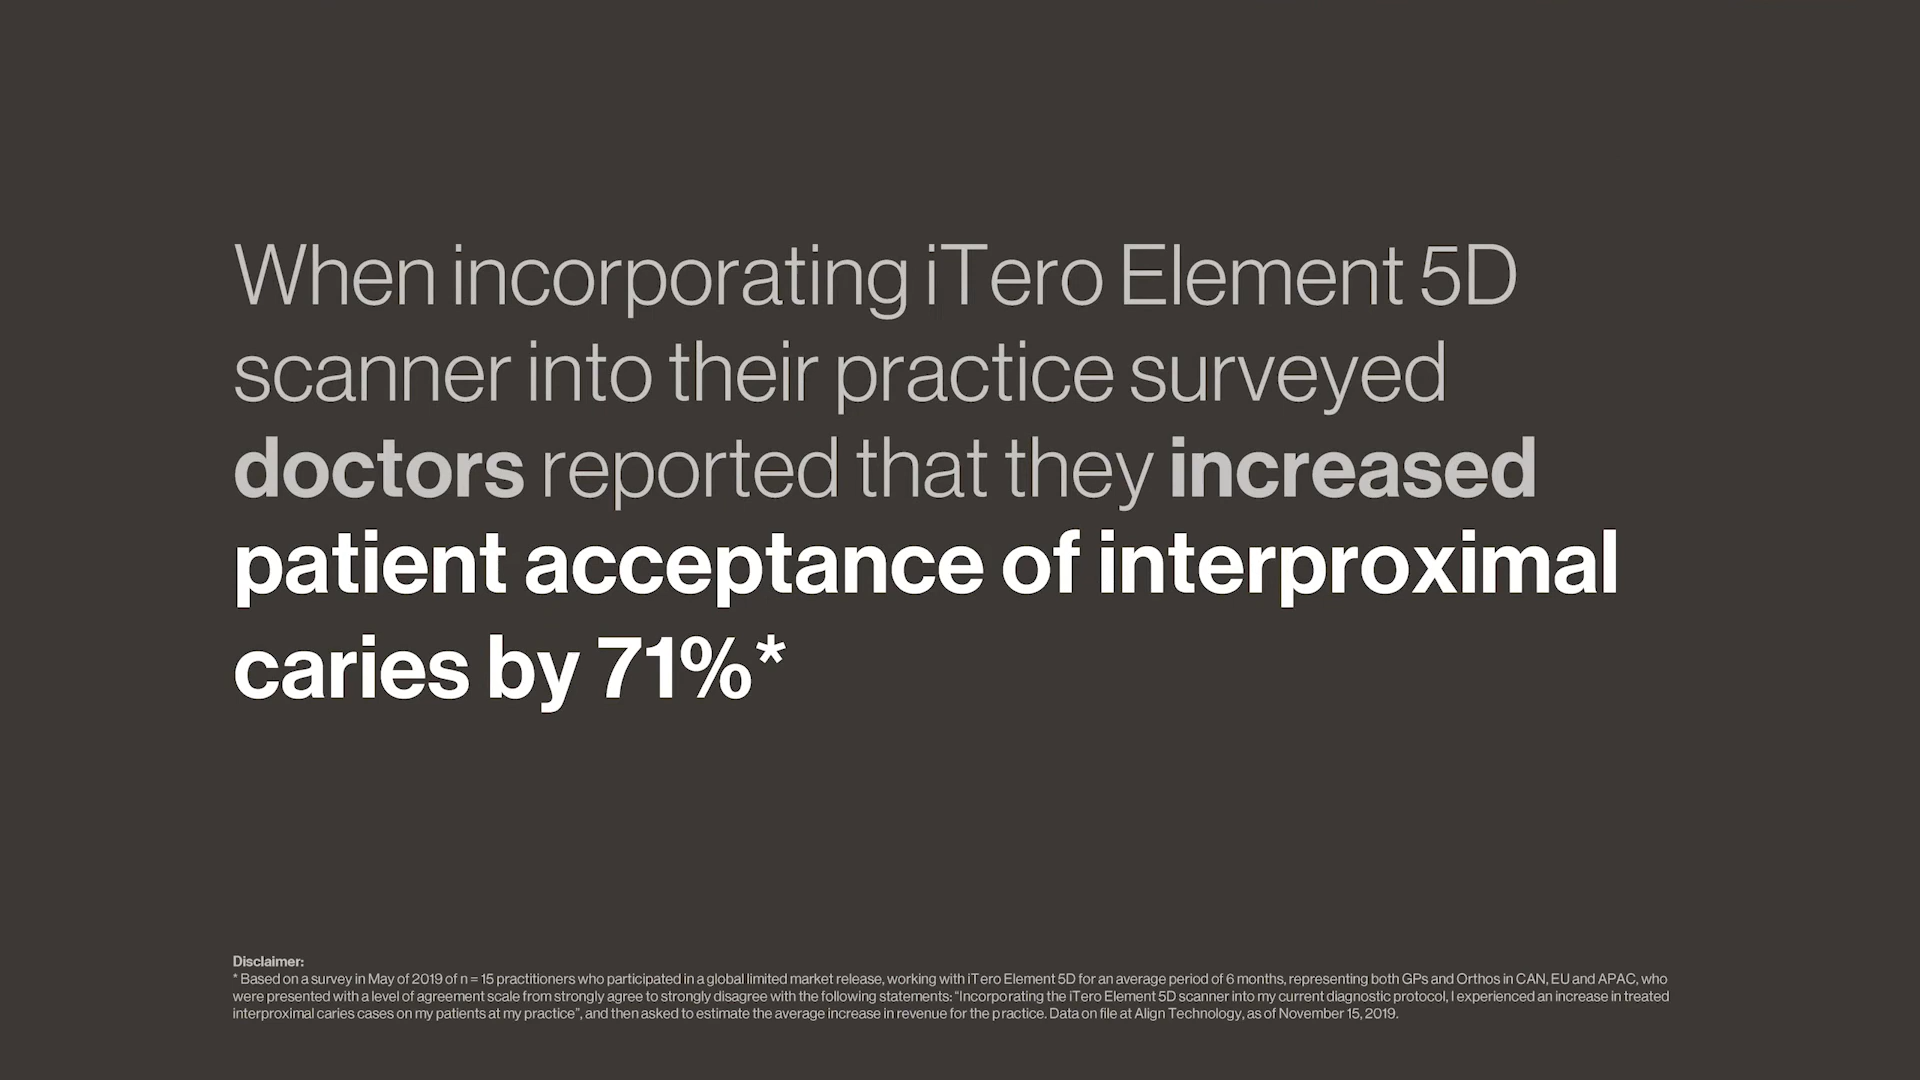 When incorporating iTero Element 5D
scanner into their practice surveyed
doctors reported that they increased
patient acceptance of interproximal
caries by 71%*
Disclaimer:
* Based on a survey in May of 2019 of n = 15 practitioners who participated in a global limited market release, working with iTero Element 5D for an average period of 6 months, representing both GPs and Orthos in CAN, EU and APAC, who
were presented with a level of agreement scale from strongly agree to strongly disagree with the following statements: “Incorporating the iTero Element 5D scanner into my current diagnostic protocol, I experienced an increase in treated
interproximal caries cases on my patients at my practice”, and then asked to estimate the average increase in revenue for the practice. Data on file at Align Technology, as of November 15, 2019.